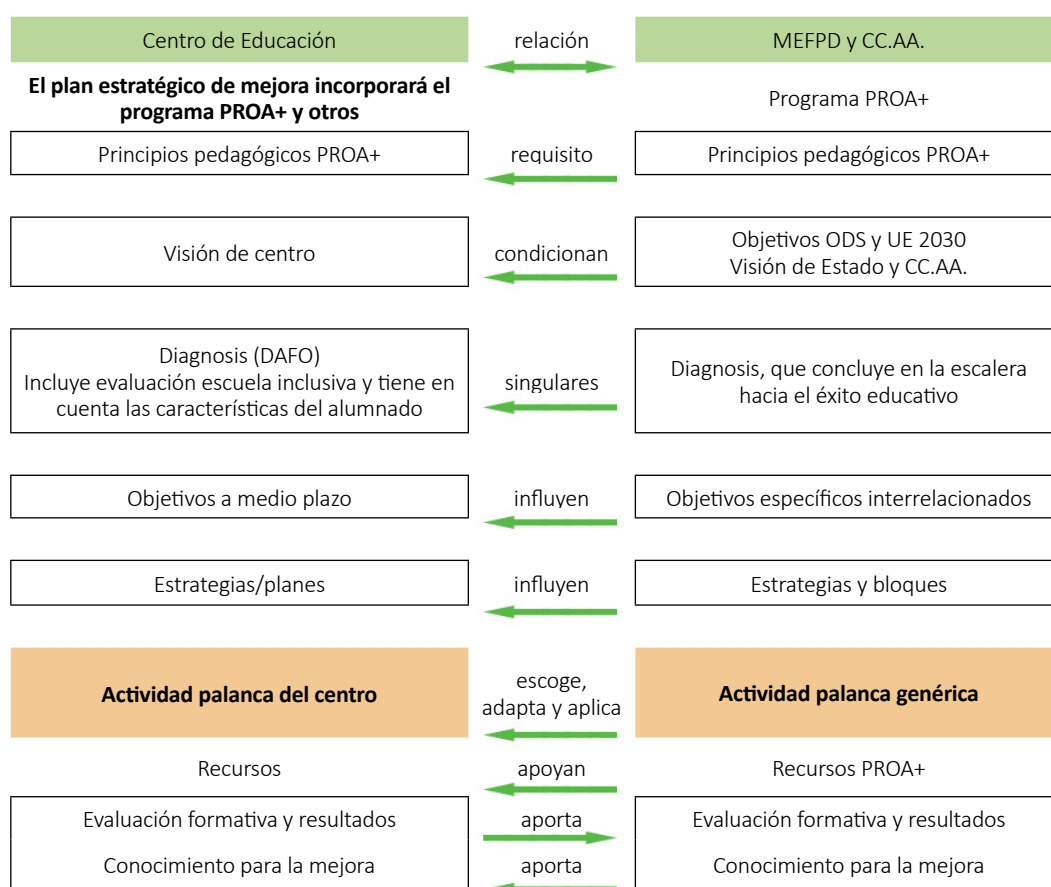 Centro de Educación
relación
MEFPD y CC.AA.
El plan estratégico de mejora incorporará el
programa PROA+ y otros
Programa PROA+
Principios pedagógicos PROA+
requisito
Principios pedagógicos PROA+
Visión de centro
condicionan
Objetivos ODS y UE 2030
Visión de Estado y CC.AA.
Diagnosis (DAFO)
Incluye evaluación escuela inclusiva y tiene en
cuenta las características del alumnado
singulares
Diagnosis, que concluye en la escalera
hacia el éxito educativo
Objetivos a medio plazo
influyen
Objetivos específicos interrelacionados
Estrategias/planes
influyen
Estrategias y bloques
Actividad palanca del centro
escoge,
adapta y aplica
Actividad palanca genérica
Recursos
apoyan
Recursos PROA+
Evaluación formativa y resultados
aporta
Evaluación formativa y resultados
Conocimiento para la mejora
aporta
Conocimiento para la mejora